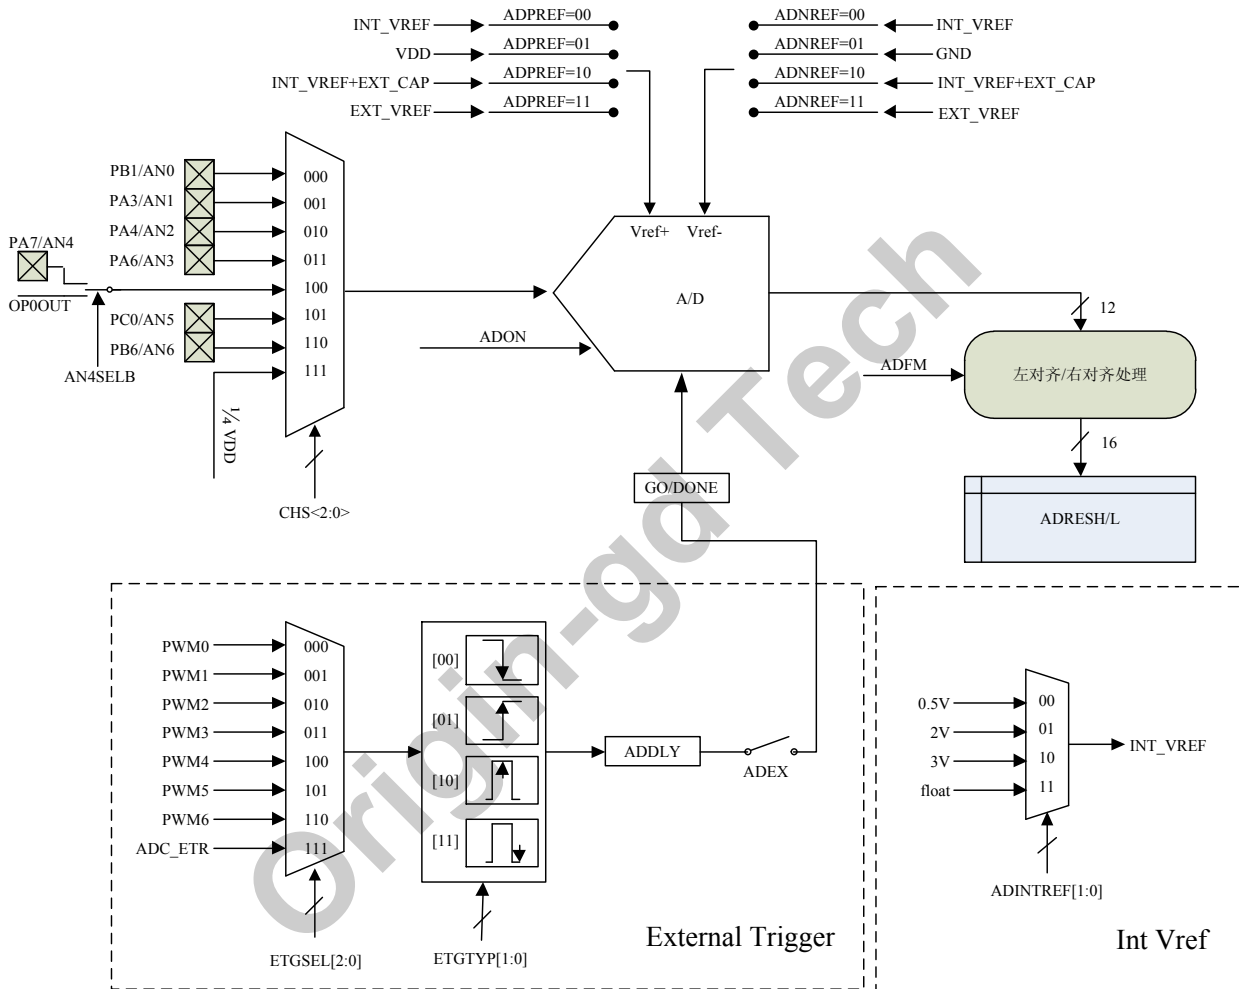 INT_VREF ADPREF=00 ADNREF=00 INT_VREF
VDD ADPREF=01 ADNREF=01 GND
INT_VREF+EXT_CAP ADPREF=10 ADNREF=10 INT_VREF+EXT_CAP
EXT_VREF ADPREF=11 ADNREF=11 EXT_VREF
PB1/AN0 000
PA3/AN1 001
PA4/AN2 010
PA6/AN3 011
PA7/AN4
OP0OUT
100
PC0/AN5 101
PB6/AN6 110
111
AN4SELB
1/4 VDD
CHS<2:0>
Vref+ Vref-
A/D
ADON
12
ADFM
左对齐/右对齐处理
16
ADRESH/L
GO/DONE
PWM0 000
PWM1 001
PWM2 010
PWM3 011
PWM4 100
PWM5 101
PWM6 110
ADC_ETR 111
ETGSEL[2:0]
[00]
[01]
[10]
[11]
ETGTYP[1:0]
ADDLY
ADEX
External Trigger
0.5V 00
2V 01
3V 10
float 11
INT_VREF
ADINTREF[1:0]
Int Vref
Origin-gd Tech